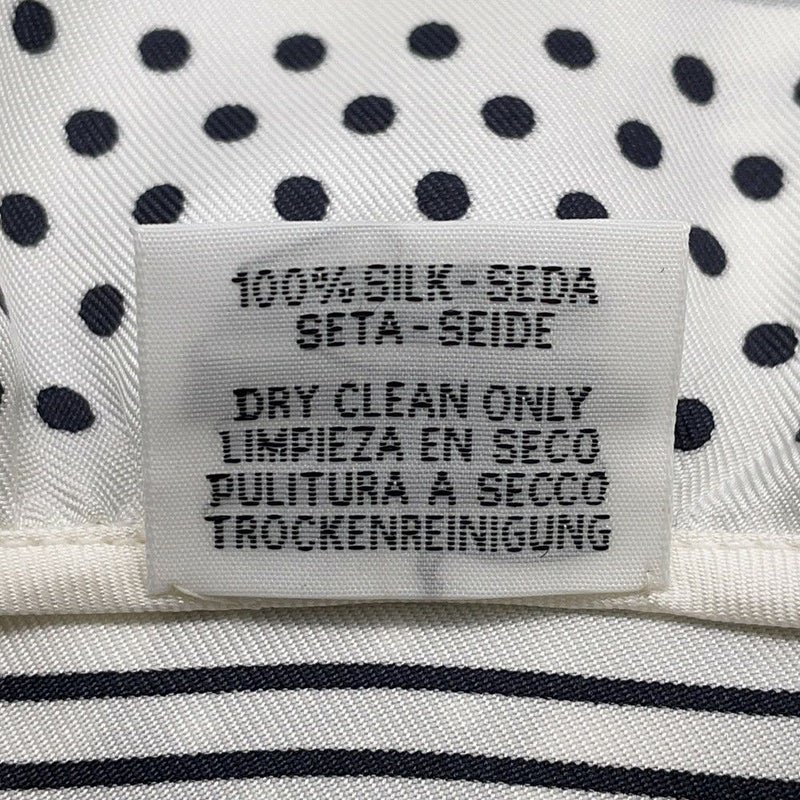 100% SILK-SEDA
SETA-SEIDE
DRY CLEAN ONLY
LIMPIEZA EN SECO
PULITURA A SECCO
TROCKENREINIGUNG